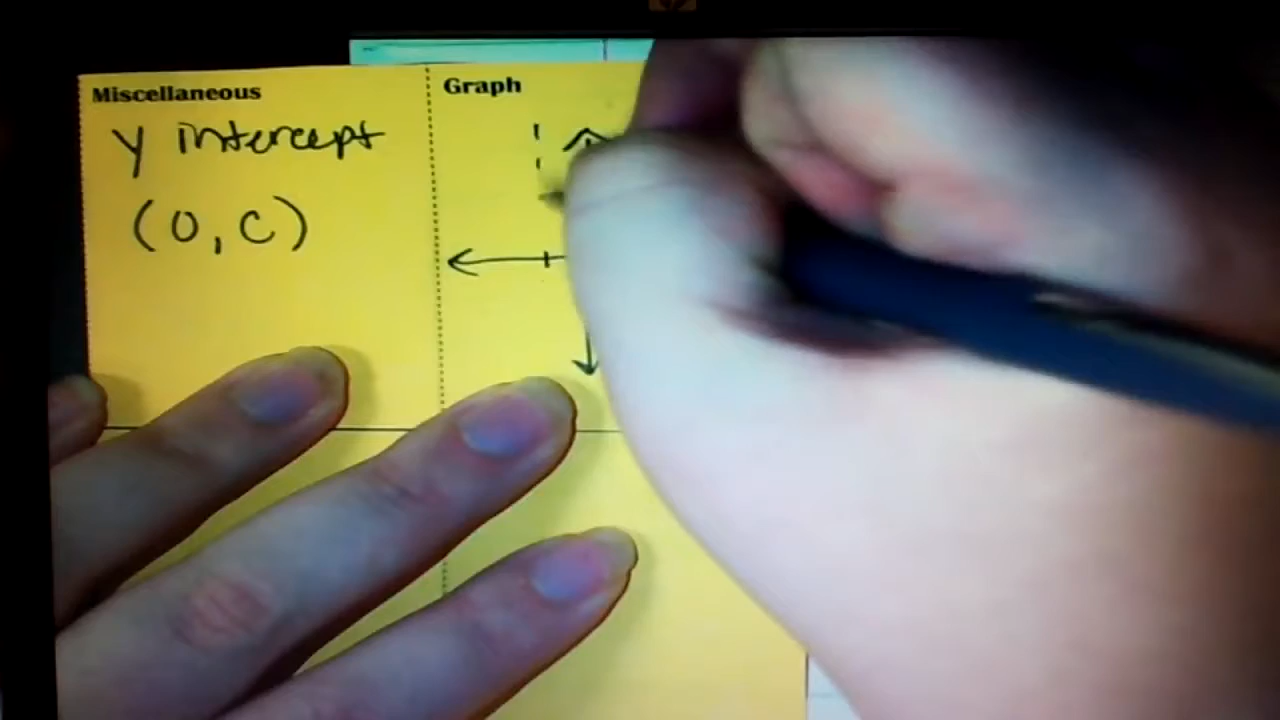 Miscellaneous
Graph
y intercept
(0, C)